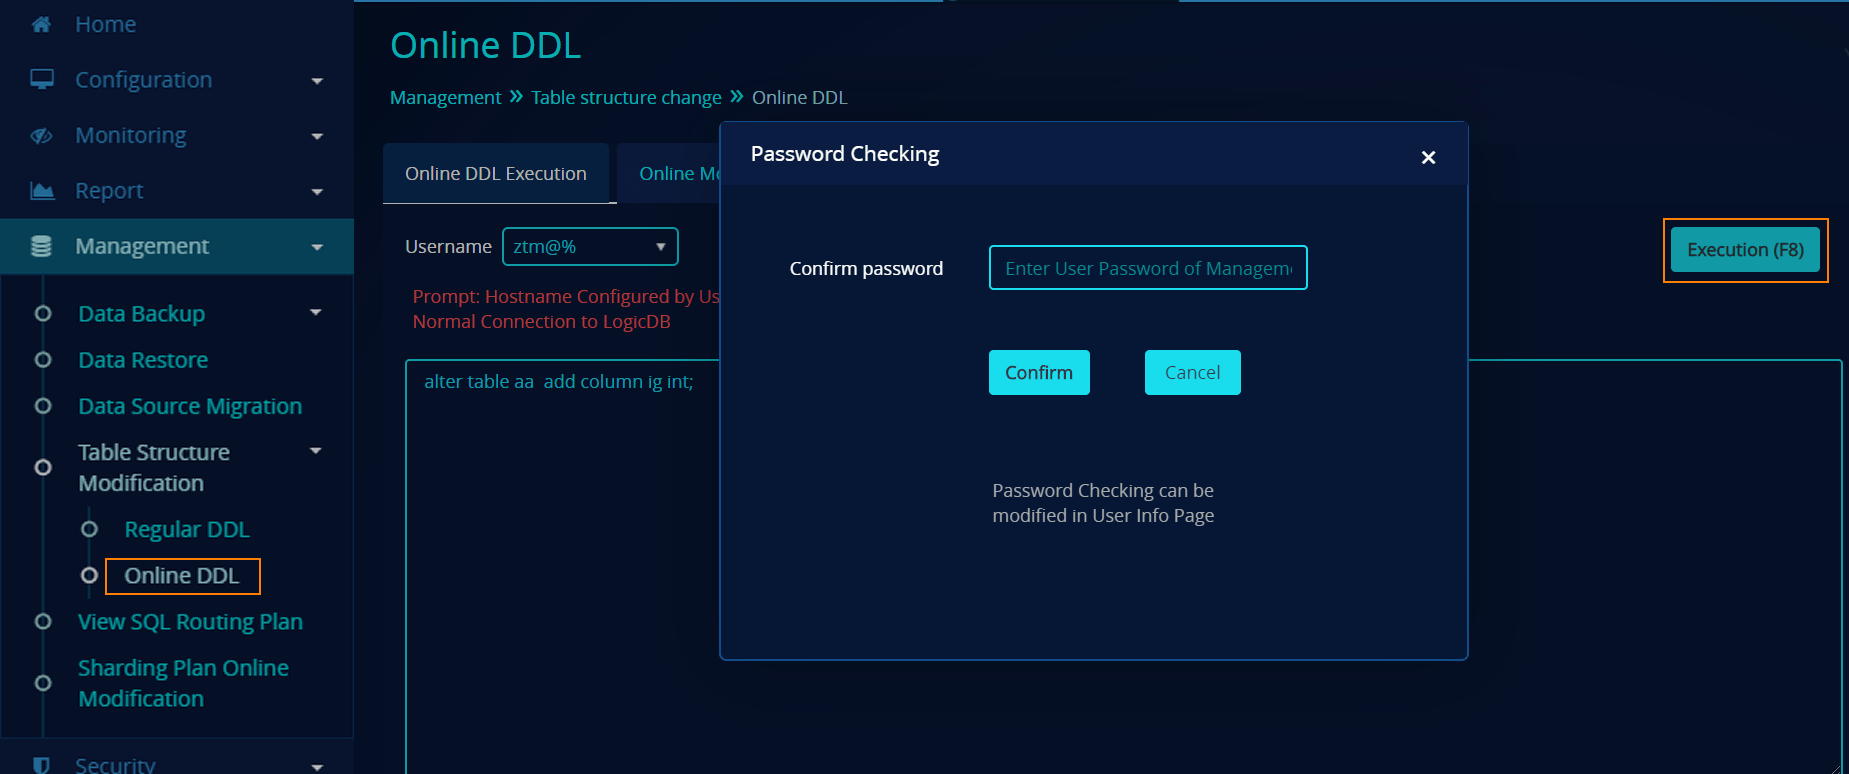 Home
Configuration
Monitoring
Report
Management
Data Backup
Data Restore
Data Source Migration
Table Structure
Modification
Regular DDL
Online DDL
View SQL Routing Plan
Sharding Plan Online
Modification
Security
Online DDL
Management » Table structure change » Online DDL
Online DDL Execution
Online Mo
Username ztm@%
Execution (F8)
Prompt: Hostname Configured by Us
Normal Connection to LogicDB
alter table aa  add column ig int;
Password Checking
×
Confirm password
Enter User Password of Managem
Confirm
Cancel
Password Checking can be
modified in User Info Page